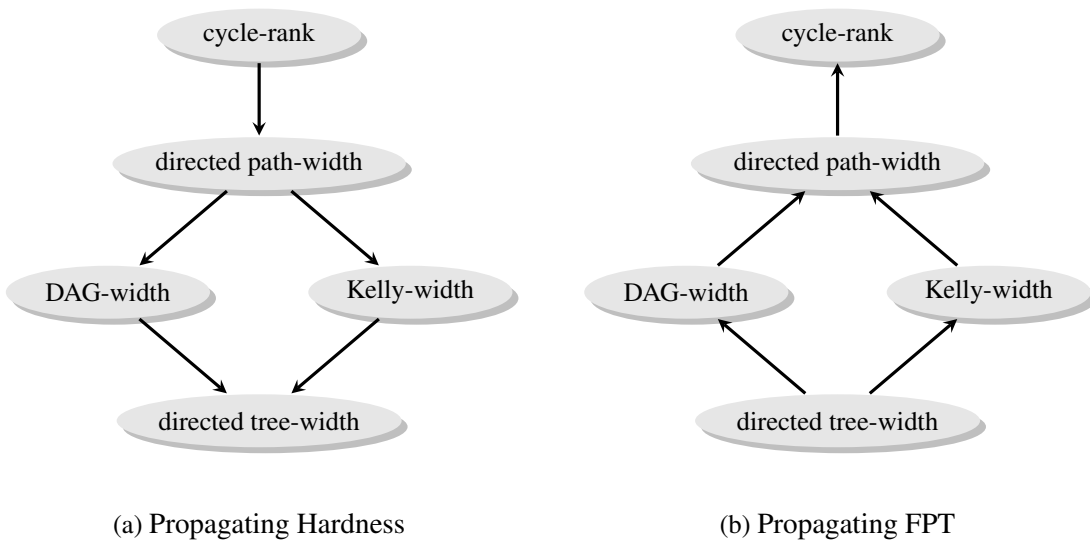 cycle-rank
directed path-width
DAG-width
Kelly-width
directed tree-width
(a) Propagating Hardness
cycle-rank
directed path-width
DAG-width
Kelly-width
directed tree-width
(b) Propagating FPT